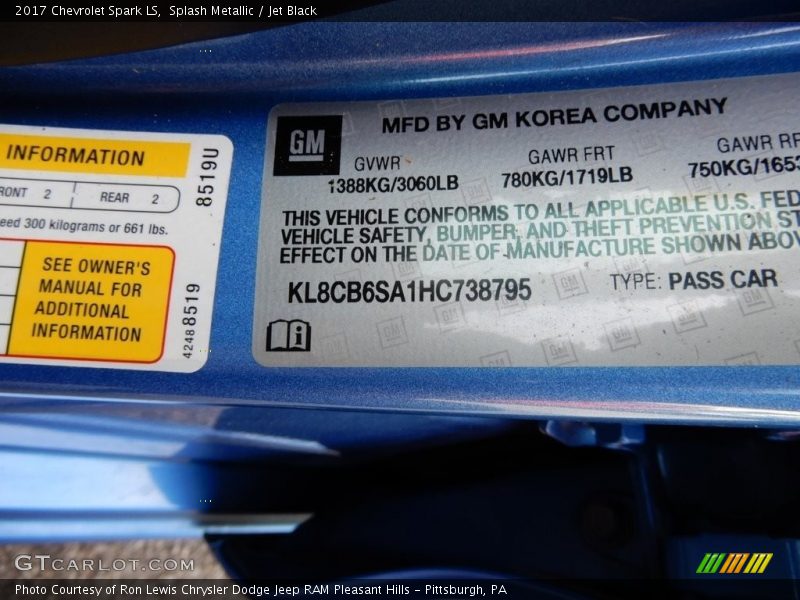 2017 Chevrolet Spark LS,  Splash Metallic / Jet Black
INFORMATION
FRONT 2 REAR 2
eed 300 kilograms or 661 lbs.
SEE OWNER'S
MANUAL FOR
ADDITIONAL
INFORMATION
8519U
42488519
GM
MFD BY GM KOREA COMPANY
GVWR GAWR FRT GAWR RR
1388KG/3060LB 780KG/1719LB 750KG/1653
THIS VEHICLE CONFORMS TO ALL APPLICABLE U.S. FED
VEHICLE SAFETY, BUMPER, AND THEFT PREVENTION ST
EFFECT ON THE DATE OF MANUFACTURE SHOWN ABOV
KL8CB6SA1HC738795 TYPE: PASS CAR
GTCarLot.com
Photo Courtesy of Ron Lewis Chrysler Dodge Jeep RAM Pleasant Hills - Pittsburgh, PA